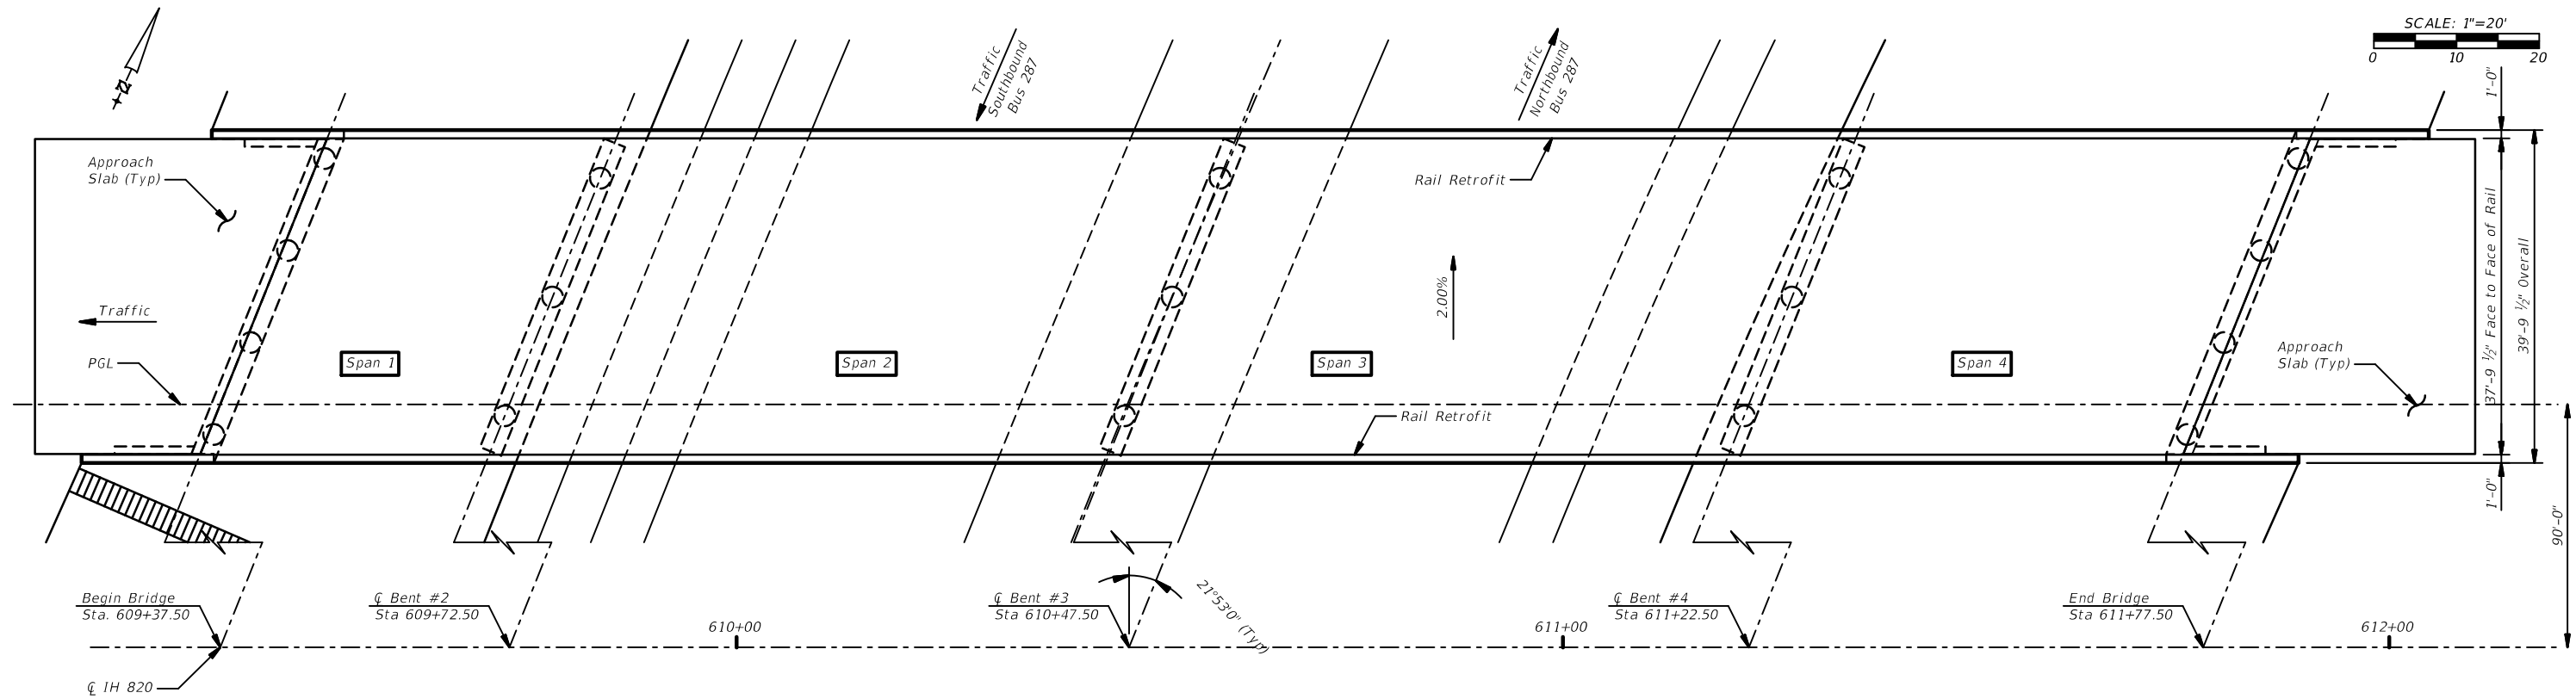 SCALE: 1"=20'
0 10 20
N
Traffic
Southbound
Bus 287
Traffic
Northbound
Bus 287
1'-0"
Approach
Slab (Typ)
Rail Retrofit
37'-9 ½" Face to Face of Rail
39'-9 ½" Overall
2.00%
Traffic
PGL
Span 1
Span 2
Span 3
Span 4
Approach
Slab (Typ)
Rail Retrofit
1'-0"
90'-0"
Begin Bridge
Sta. 609+37.50
℄ Bent #2
Sta 609+72.50
℄ Bent #3
Sta 610+47.50
21°53'0" (Typ)
℄ Bent #4
Sta 611+22.50
End Bridge
Sta 611+77.50
610+00
611+00
612+00
℄ IH 820